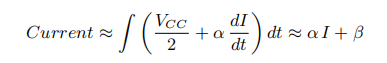 Current ≈ ∫ ( V_CC / 2 + α dI/dt ) dt ≈ αI + β